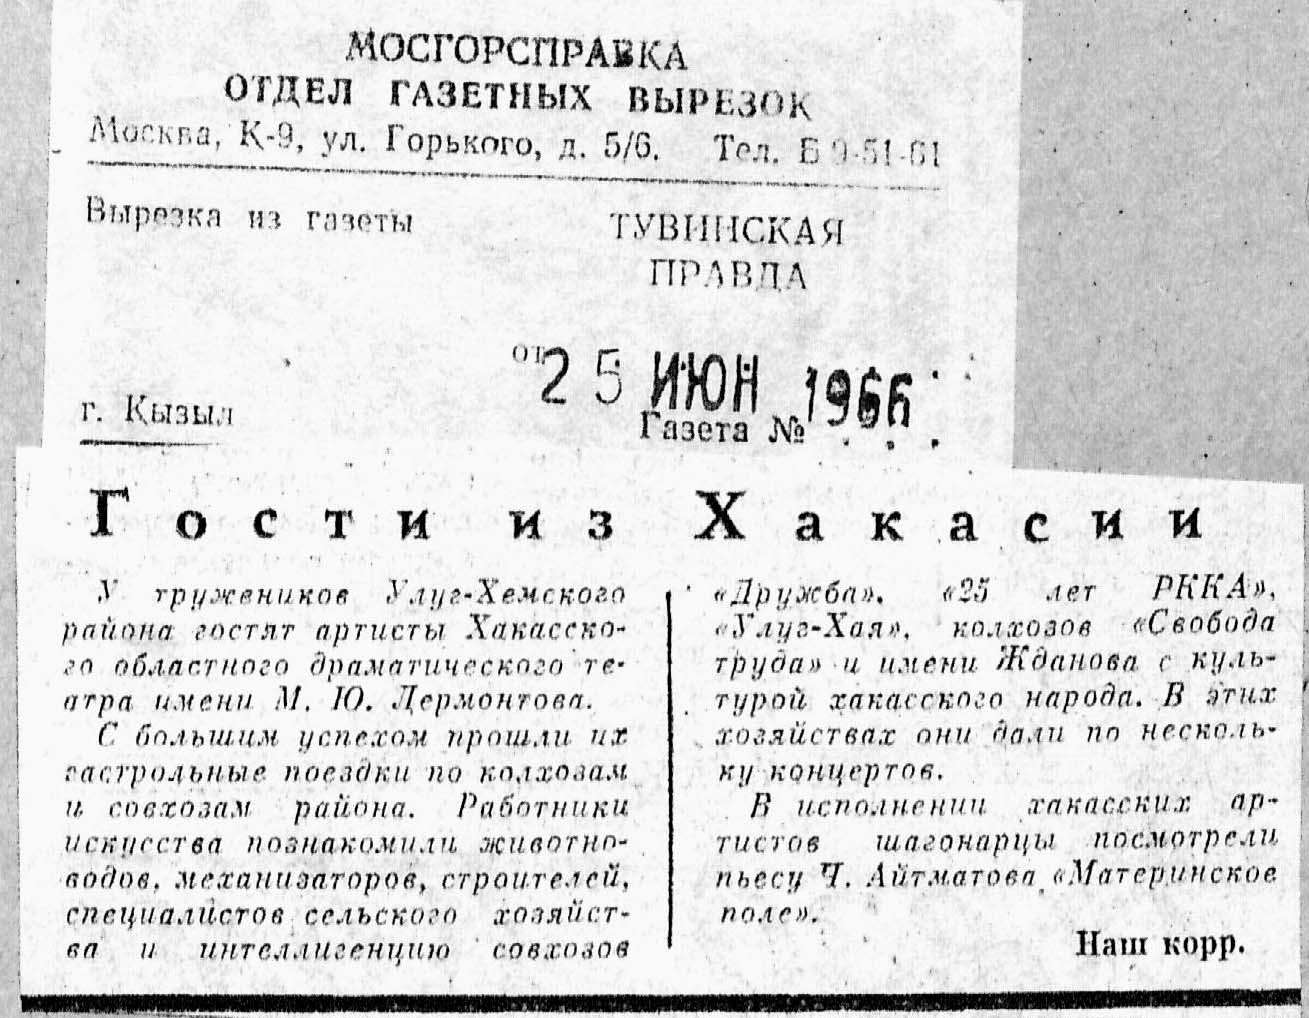 МОСГОРСПРАВКА
ОТДЕЛ ГАЗЕТНЫХ ВЫРЕЗОК
Москва, К-9, ул. Горького, д. 5/6. Тел. Б 9-51-61
Вырезка из газеты
ТУВИНСКАЯ
ПРАВДА
от 25 ИЮН 1966
г. Кызыл
Газета №
Гости из Хакасии
У тружеников Улуг-Хемского
района гостят артисты Хакасско-
го областного драматического те-
атра имени М. Ю. Лермонтова.
С большим успехом прошли их
гастрольные поездки по колхозам
и совхозам района. Работники
искусства познакомили животно-
водов, механизаторов, строителей,
специалистов сельского хозяйст-
ва и интеллигенцию совхозов
«Дружба», «25 лет РККА»,
«Улуг-Хая», колхозов «Свобода
труда» и имени Жданова с куль-
турой хакасского народа. В этих
хозяйствах они дали по несколь-
ку концертов.
В исполнении хакасских ар-
тистов шагонарцы посмотрели
пьесу Ч. Айтматова «Материнское
поле».
Наш корр.